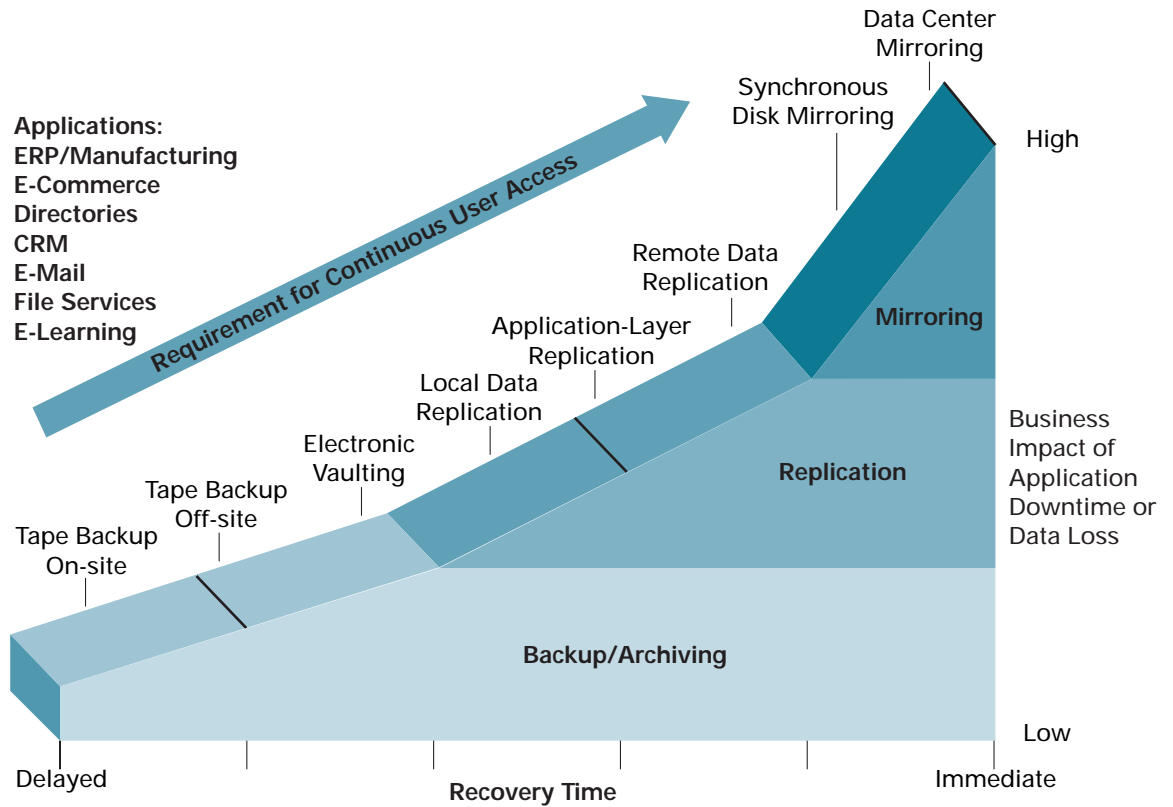 Data Center
Mirroring
Synchronous
Disk Mirroring
Applications:
ERP/Manufacturing
E-Commerce
Directories
CRM
E-Mail
File Services
E-Learning
Requirement for Continuous User Access
High
Remote Data
Replication
Mirroring
Application-Layer
Replication
Local Data
Replication
Electronic
Vaulting
Business
Impact of
Application
Downtime or
Data Loss
Replication
Tape Backup
Off-site
Tape Backup
On-site
Backup/Archiving
Low
Delayed
Recovery Time
Immediate